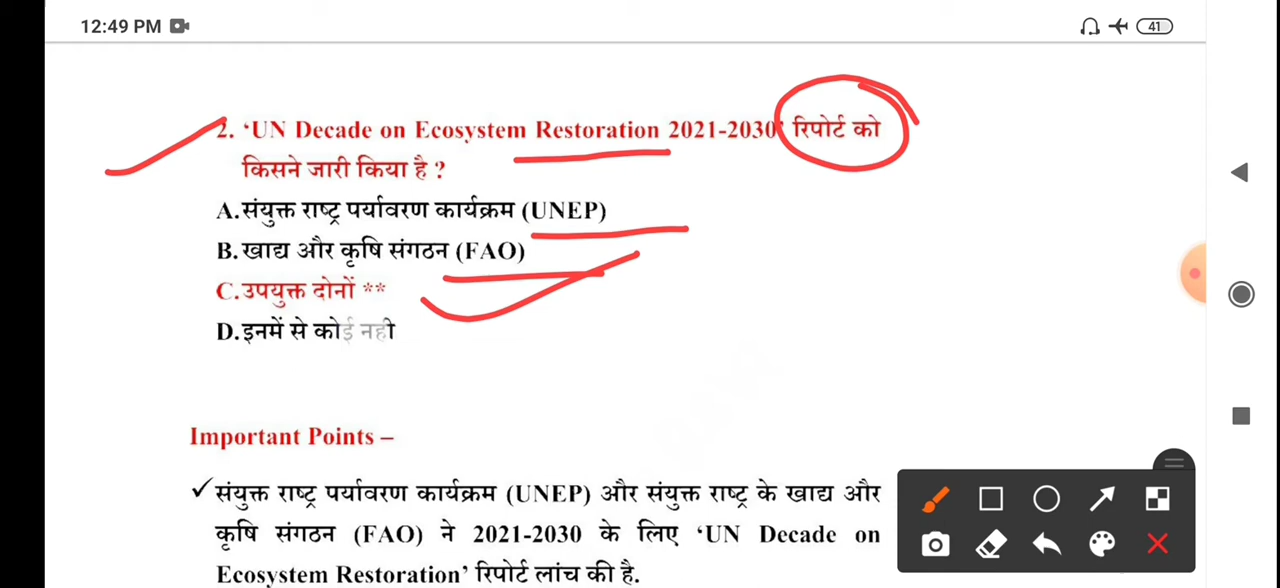 12:49 PM
41
2. ‘UN Decade on Ecosystem Restoration 2021-2030’ रिपोर्ट को
किसने जारी किया है ?
A.संयुक्त राष्ट्र पर्यावरण कार्यक्रम (UNEP)
B.खाद्य और कृषि संगठन (FAO)
C.उपयुक्त दोनों **
D.इनमें से कोई नही
Important Points –
✓संयुक्त राष्ट्र पर्यावरण कार्यक्रम (UNEP) और संयुक्त राष्ट्र के खाद्य और
कृषि संगठन (FAO) ने 2021-2030 के लिए ‘UN Decade on
Ecosystem Restoration’ रिपोर्ट लांच की है.